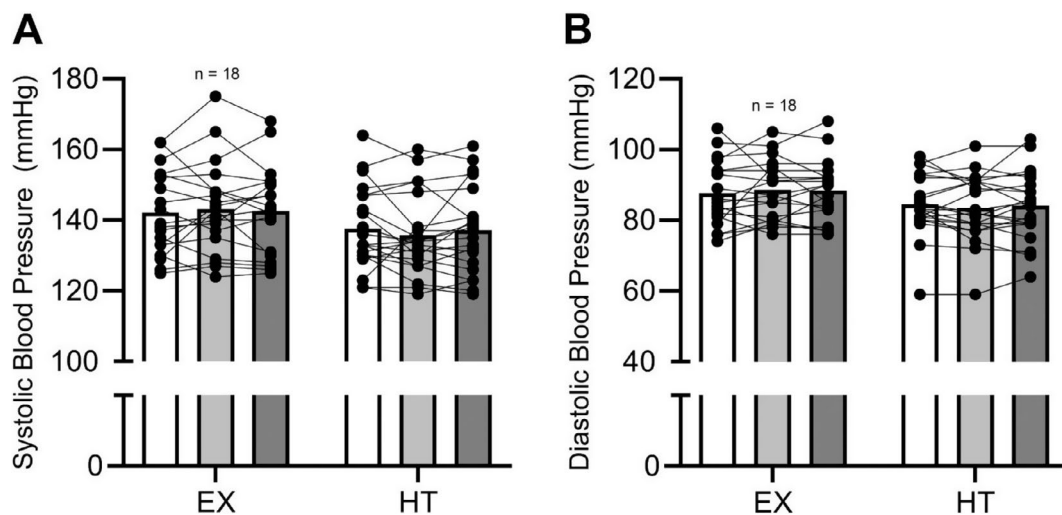 A
Systolic Blood Pressure (mmHg)
180
160
140
120
100
0
n = 18
EX
HT
B
Diastolic Blood Pressure (mmHg)
120
100
80
60
40
0
n = 18
EX
HT